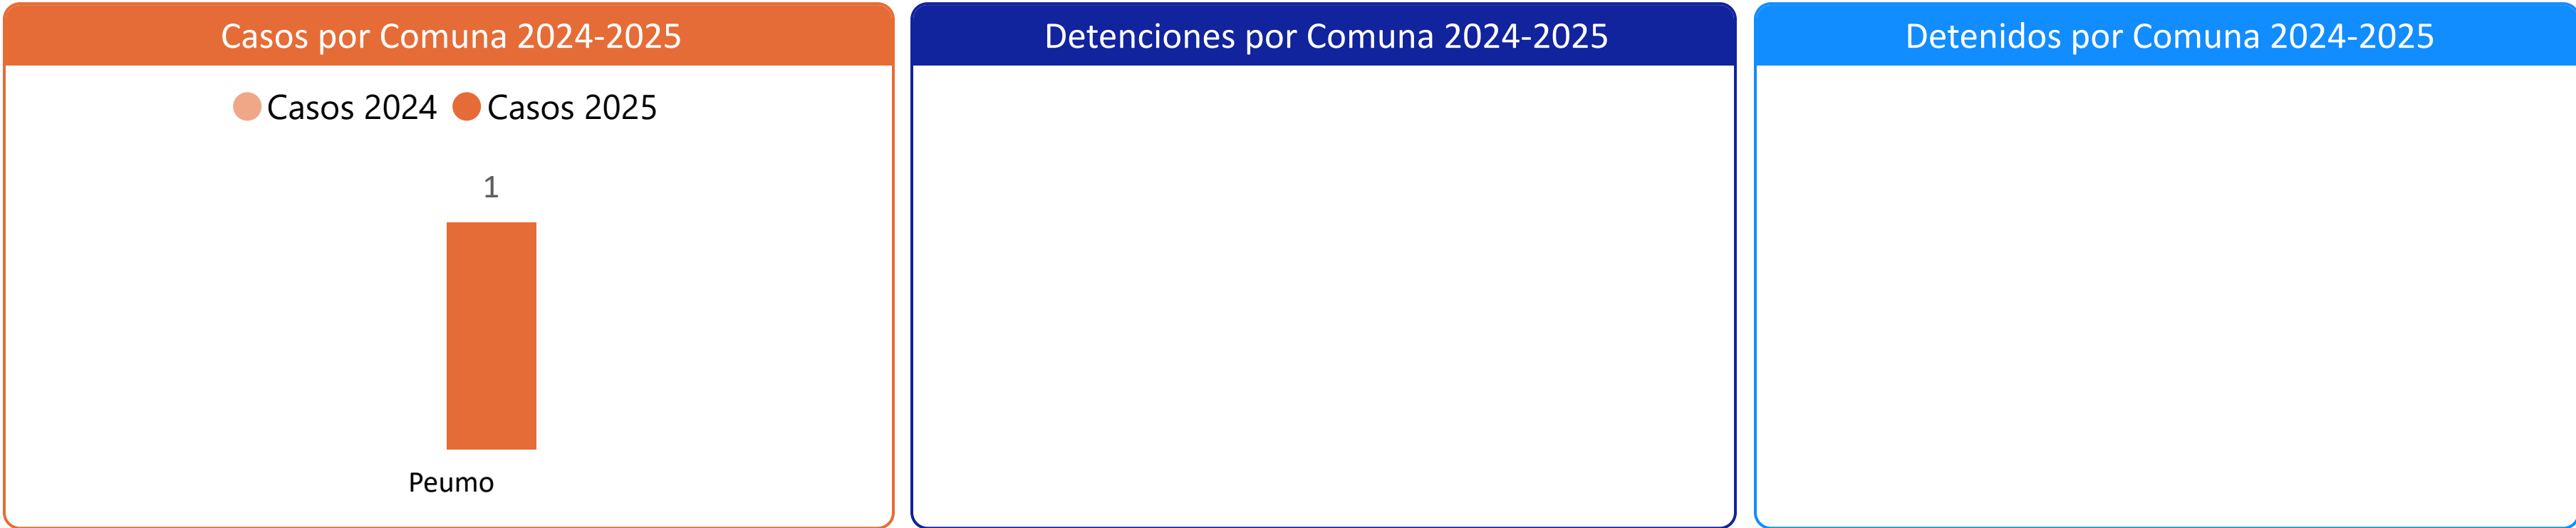 Casos por Comuna 2024-2025
Casos 2024 Casos 2025
1
Peumo
Detenciones por Comuna 2024-2025
Detenidos por Comuna 2024-2025